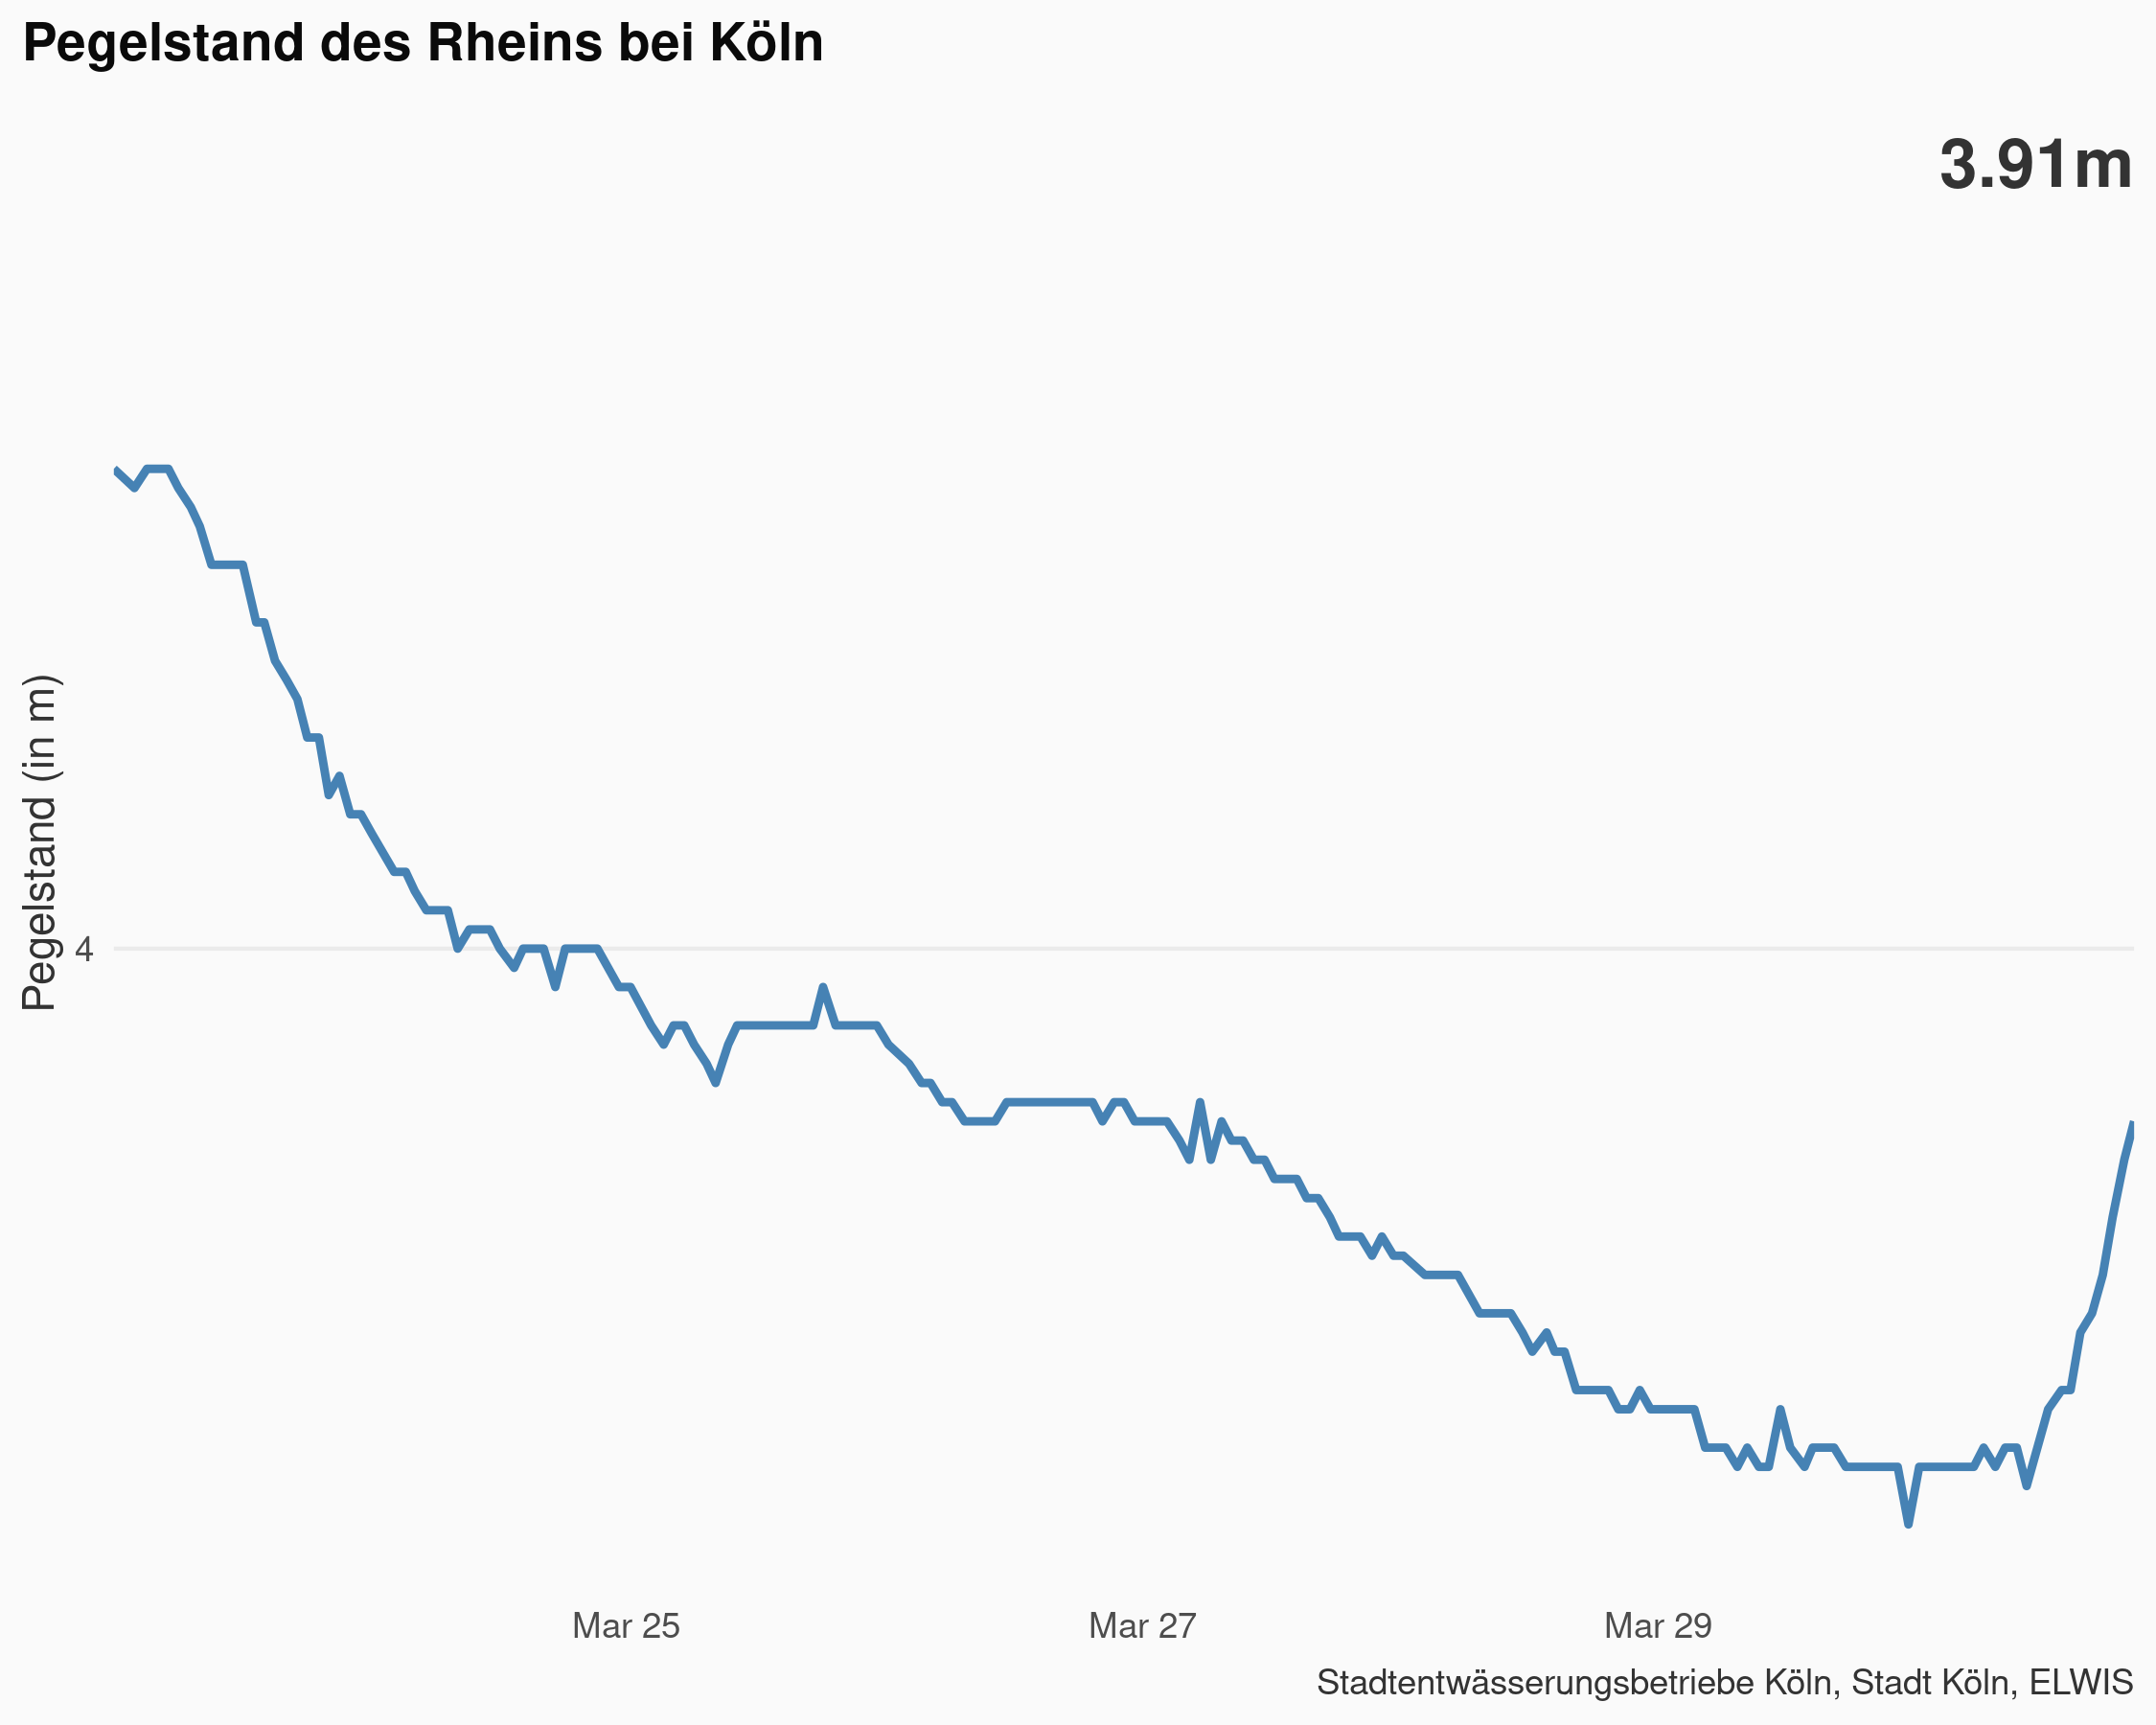 Pegelstand des Rheins bei Köln
3.91m
Pegelstand (in m)
4
Mar 25
Mar 27
Mar 29
Stadtentwässerungsbetriebe Köln, Stadt Köln, ELWIS